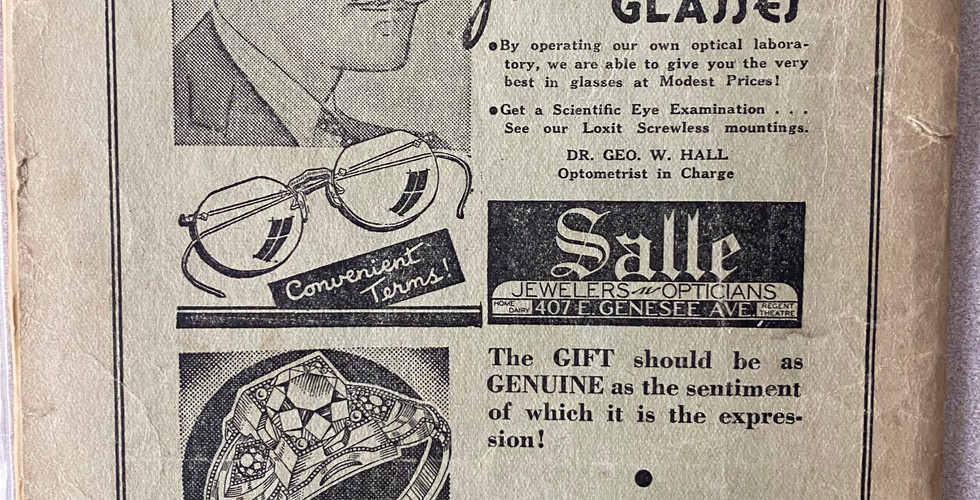 GLASSES
●By operating our own optical labora-
tory, we are able to give you the very
best in glasses at Modest Prices!
●Get a Scientific Eye Examination . . .
See our Loxit Screwless mountings.
DR. GEO. W. HALL
Optometrist in Charge
Convenient
Terms!
Salle
JEWELERS OPTICIANS
HOME DAIRY 407 E. GENESEE AVE. REGENT THEATRE
The GIFT should be as
GENUINE as the sentiment
of which it is the expres-
sion!